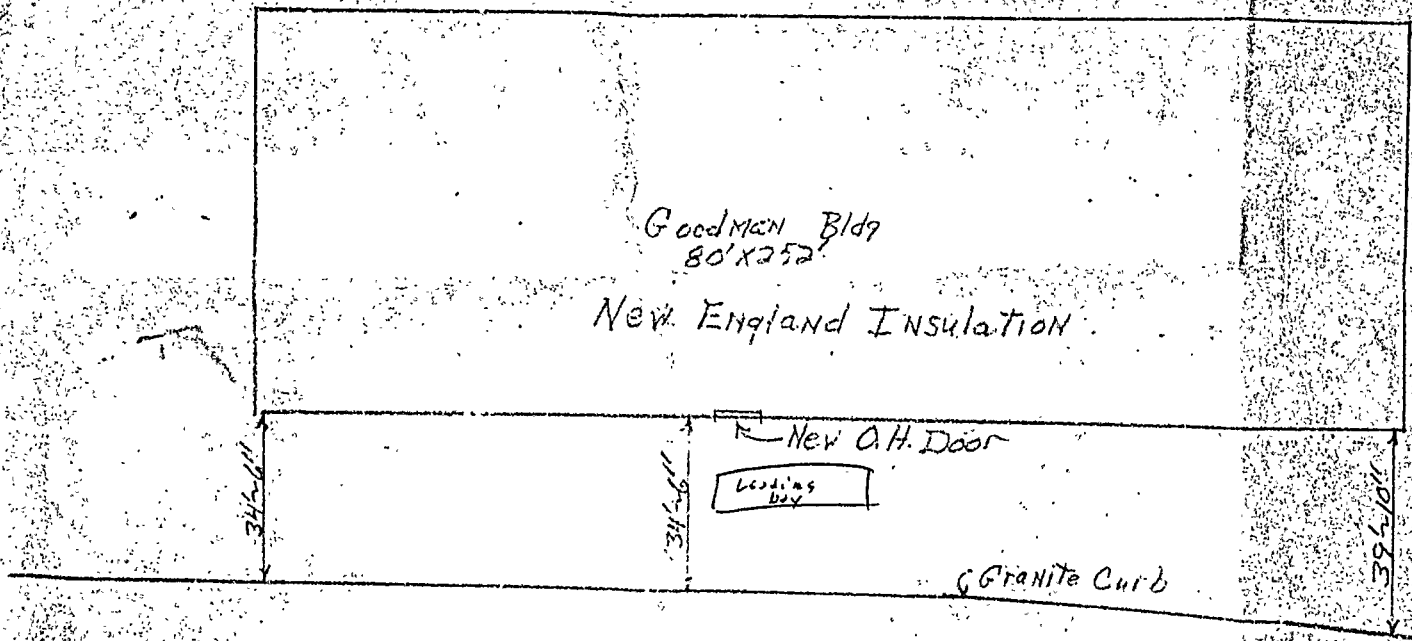 Goodman Bldg
80'X252'
New England Insulation
New O.H. Door
Loading
bay
34'-6"
34'-6"
39'-10"
Granite Curb